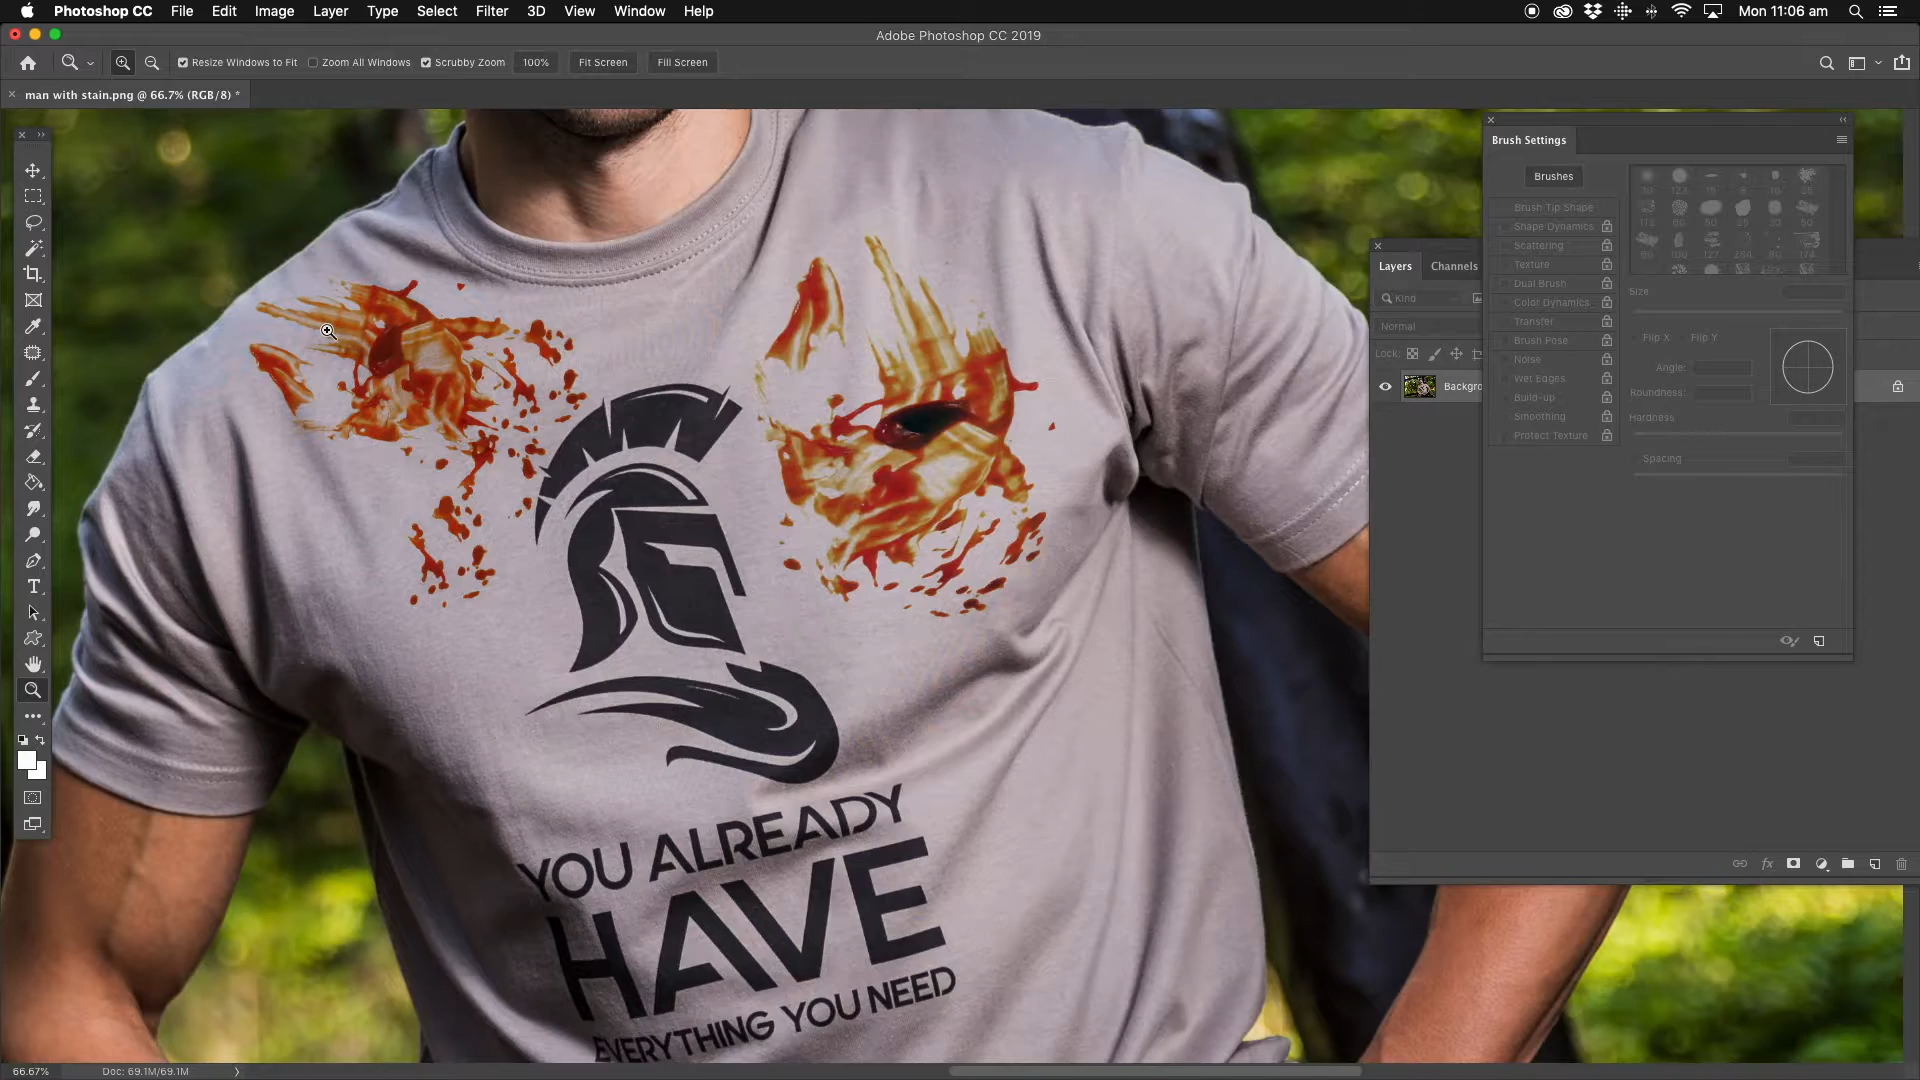 Photoshop CC File Edit Image Layer Type Select Filter 3D View Window Help
Mon 11:06 am
Adobe Photoshop CC 2019
Resize Windows to Fit Zoom All Windows Scrubby Zoom 100% Fit Screen Fill Screen
man with stain.png @ 66.7% (RGB/8) *
Brush Settings
Brushes
Brush Tip Shape
Shape Dynamics
Scattering
Texture
Dual Brush
Color Dynamics
Transfer
Brush Pose
Noise
Wet Edges
Build-up
Smoothing
Protect Texture
Size
Flip X Flip Y
Angle:
Roundness:
Hardness
Spacing
Layers Channels
Kind
Normal
Lock:
Backgro
fx
YOU ALREADY
HAVE
EVERYTHING YOU NEED
66.67% Doc: 69.1M/69.1M